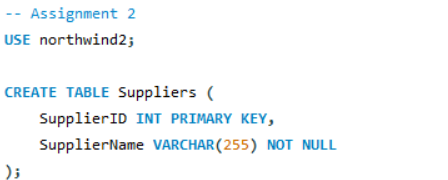 -- Assignment 2
USE northwind2;
CREATE TABLE Suppliers (
SupplierID INT PRIMARY KEY,
SupplierName VARCHAR(255) NOT NULL
);